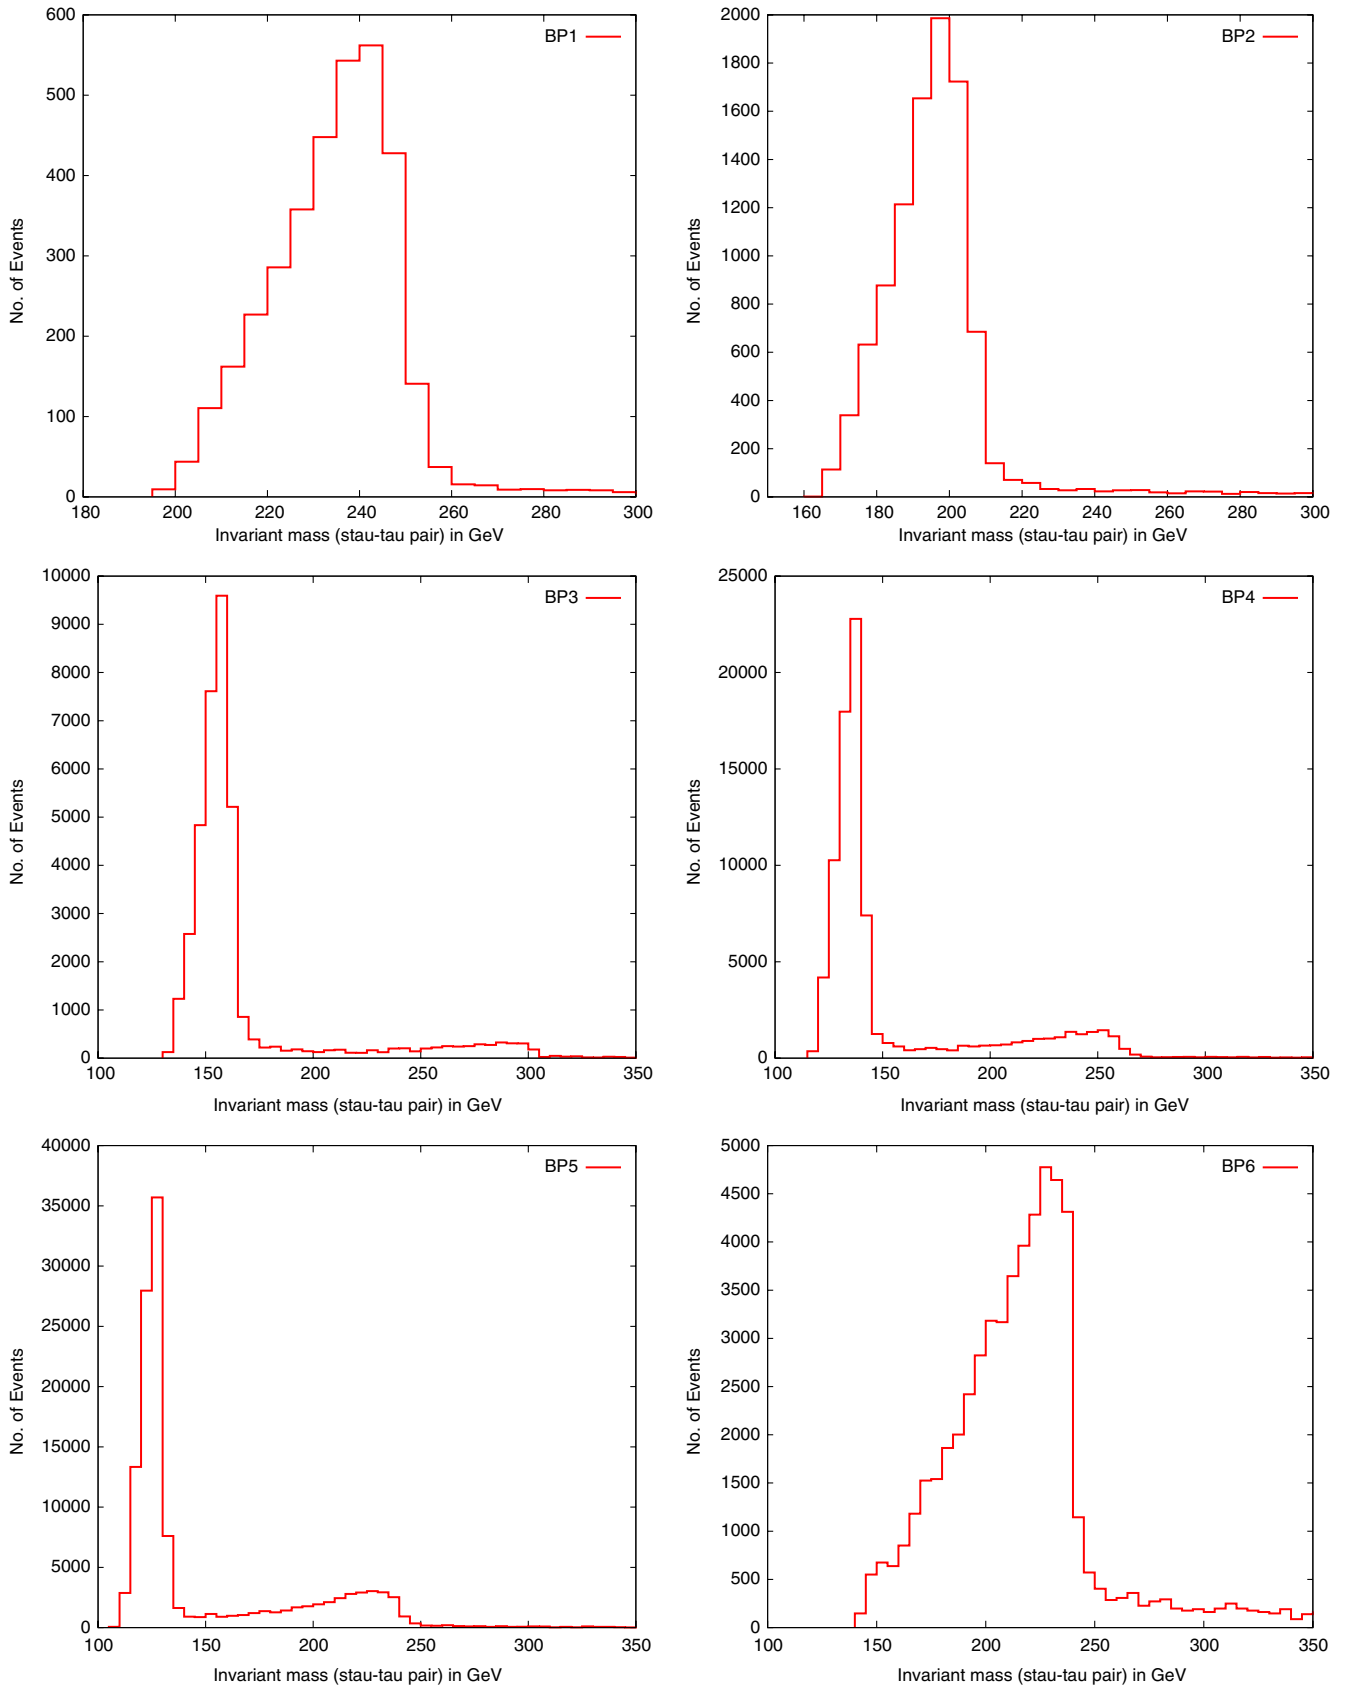 600
500
400
300
200
100
0
No. of Events
BP1
180 200 220 240 260 280 300
Invariant mass (stau-tau pair) in GeV
2000
1800
1600
1400
1200
1000
800
600
400
200
0
No. of Events
BP2
160 180 200 220 240 260 280 300
Invariant mass (stau-tau pair) in GeV
10000
9000
8000
7000
6000
5000
4000
3000
2000
1000
0
No. of Events
BP3
100 150 200 250 300 350
Invariant mass (stau-tau pair) in GeV
25000
20000
15000
10000
5000
0
No. of Events
BP4
100 150 200 250 300 350
Invariant mass (stau-tau pair) in GeV
40000
35000
30000
25000
20000
15000
10000
5000
0
No. of Events
BP5
100 150 200 250 300 350
Invariant mass (stau-tau pair) in GeV
5000
4500
4000
3500
3000
2500
2000
1500
1000
500
0
No. of Events
BP6
100 150 200 250 300 350
Invariant mass (stau-tau pair) in GeV